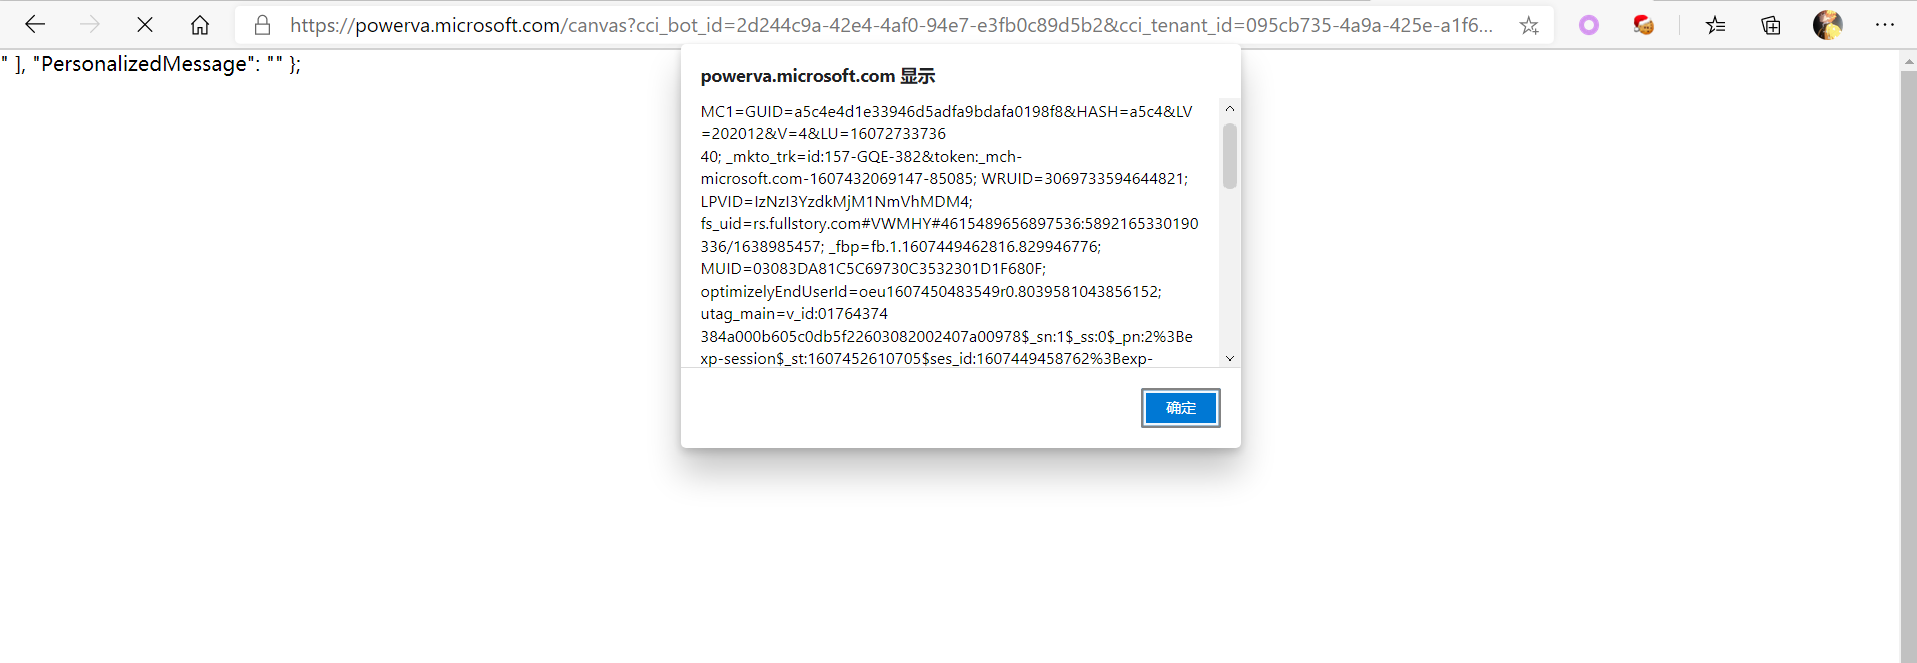 https://powerva.microsoft.com/canvas?cci_bot_id=2d244c9a-42e4-4af0-94e7-e3fb0c89d5b2&cci_tenant_id=095cb735-4a9a-425e-a1f6...
" ], "PersonalizedMessage": "" };
powerva.microsoft.com 显示
MC1=GUID=a5c4e4d1e33946d5adfa9bdafa0198f8&HASH=a5c4&LV
=202012&V=4&LU=16072733736
40; _mkto_trk=id:157-GQE-382&token:_mch-
microsoft.com-1607432069147-85085; WRUID=3069733594644821;
LPVID=IzNzI3YzdkMjM1NmVhMDM4;
fs_uid=rs.fullstory.com#VWMHY#4615489656897536:5892165330190
336/1638985457; _fbp=fb.1.1607449462816.829946776;
MUID=03083DA81C5C69730C3532301D1F680F;
optimizelyEndUserId=oeu1607450483549r0.8039581043856152;
utag_main=v_id:01764374
384a000b605c0db5f22603082002407a00978$_sn:1$_ss:0$_pn:2%3Be
xp-session$_st:1607452610705$ses_id:1607449458762%3Bexp-
确定